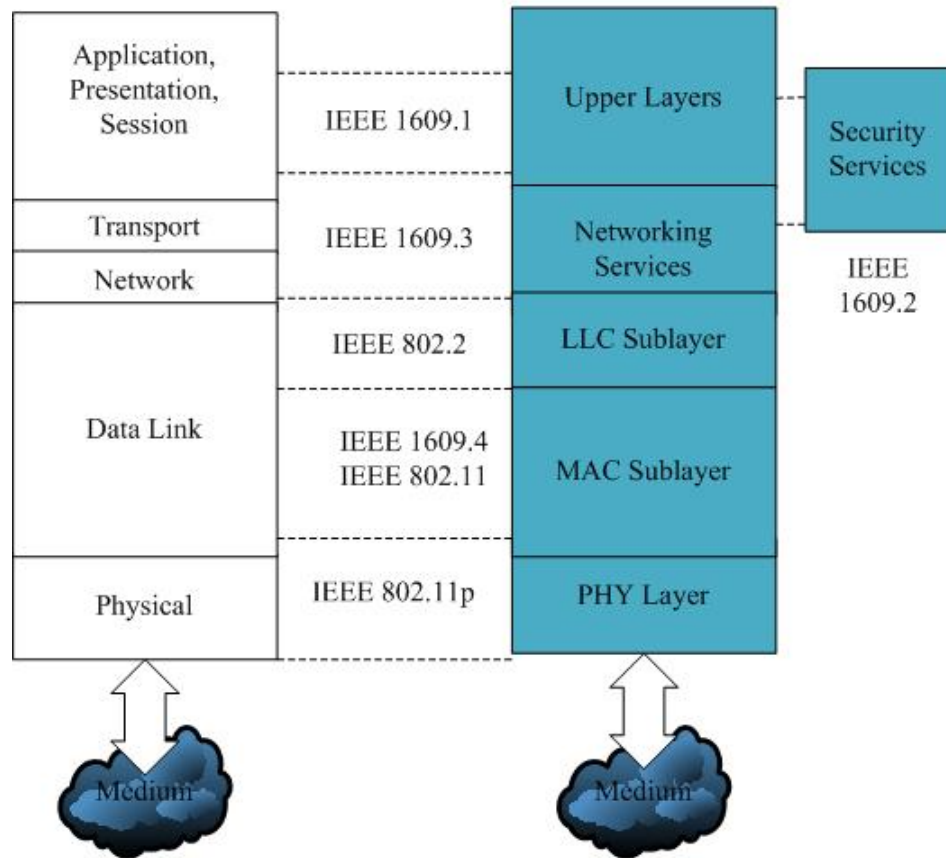 Application,
Presentation,
Session
Transport
Network
Data Link
Physical
Medium
IEEE 1609.1
IEEE 1609.3
IEEE 802.2
IEEE 1609.4
IEEE 802.11
IEEE 802.11p
Upper Layers
Networking
Services
LLC Sublayer
MAC Sublayer
PHY Layer
Medium
Security
Services
IEEE
1609.2